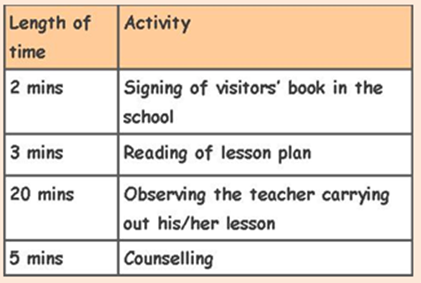 Length of time Activity
2 mins Signing of visitors' book in the school
3 mins Reading of lesson plan
20 mins Observing the teacher carrying out his/her lesson
5 mins Counselling